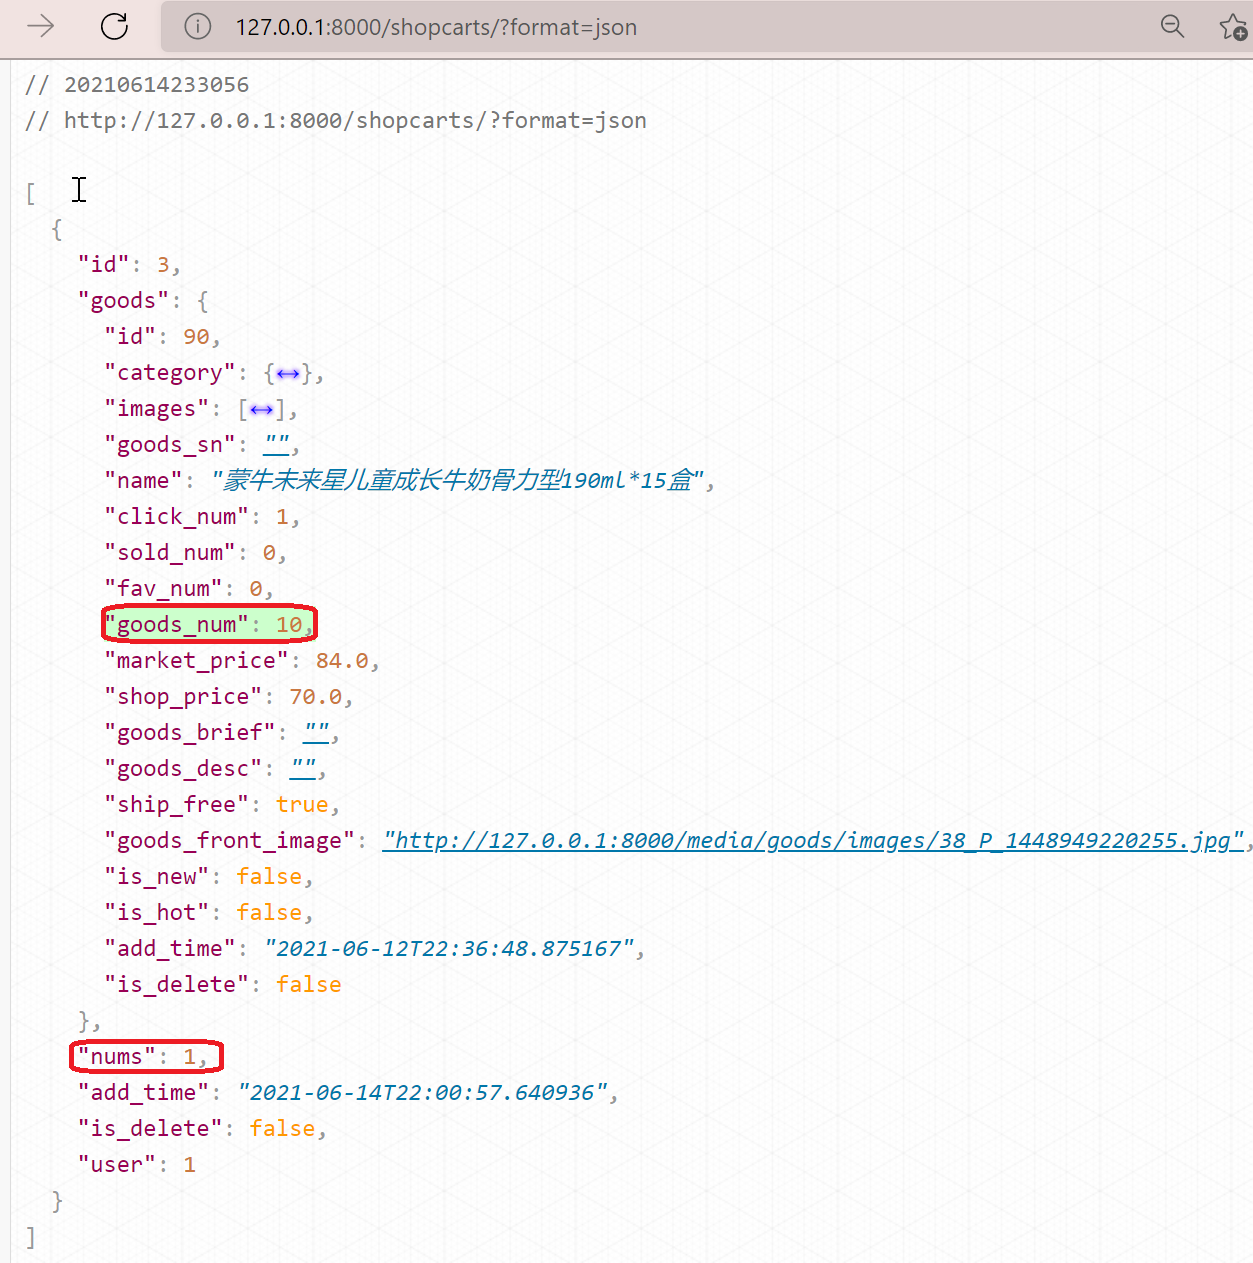 127.0.0.1:8000/shopcarts/?format=json
// 20210614233056
// http://127.0.0.1:8000/shopcarts/?format=json
[
{
"id": 3,
"goods": {
"id": 90,
"category": {↔},
"images": [↔],
"goods_sn": "",
"name": "蒙牛未来星儿童成长牛奶骨力型190ml*15盒",
"click_num": 1,
"sold_num": 0,
"fav_num": 0,
"goods_num": 10,
"market_price": 84.0,
"shop_price": 70.0,
"goods_brief": "",
"goods_desc": "",
"ship_free": true,
"goods_front_image": "http://127.0.0.1:8000/media/goods/images/38_P_1448949220255.jpg",
"is_new": false,
"is_hot": false,
"add_time": "2021-06-12T22:36:48.875167",
"is_delete": false
},
"nums": 1,
"add_time": "2021-06-14T22:00:57.640936",
"is_delete": false,
"user": 1
}
]